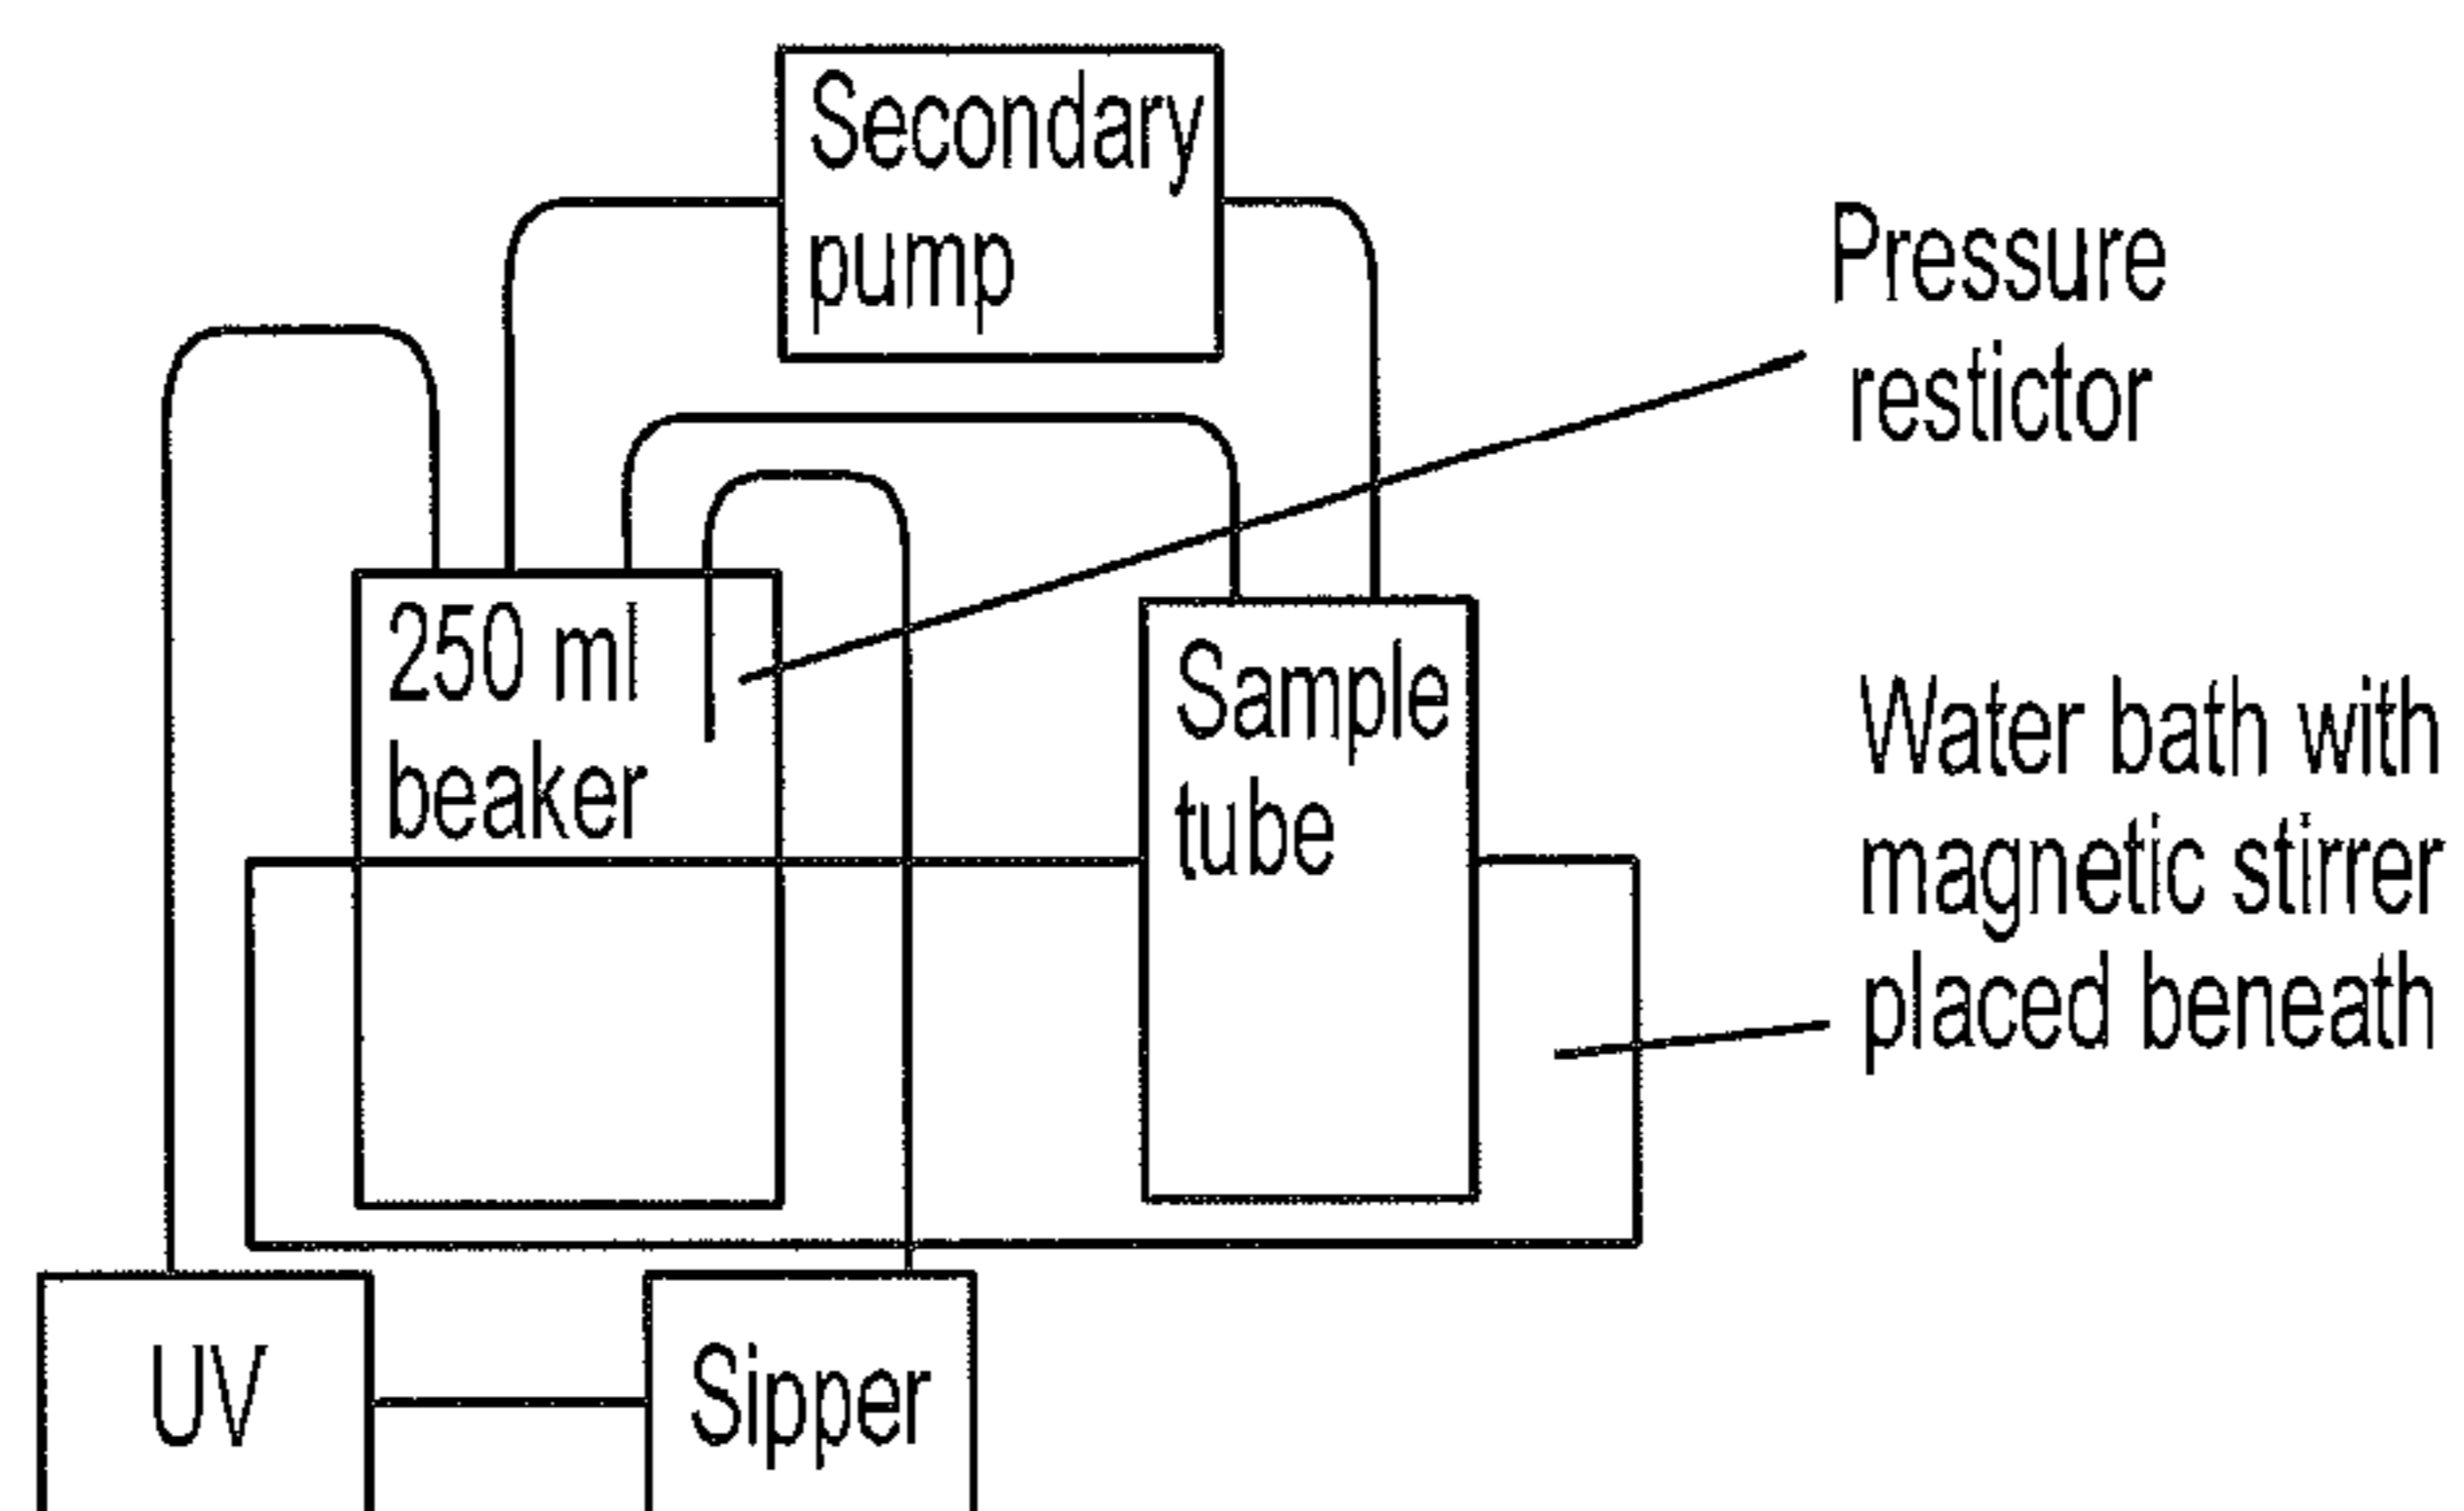 Secondary
pump
Pressure
restictor
250 ml
beaker
Sample
tube
Water bath with
magnetic stirrer
placed beneath
UV
Sipper